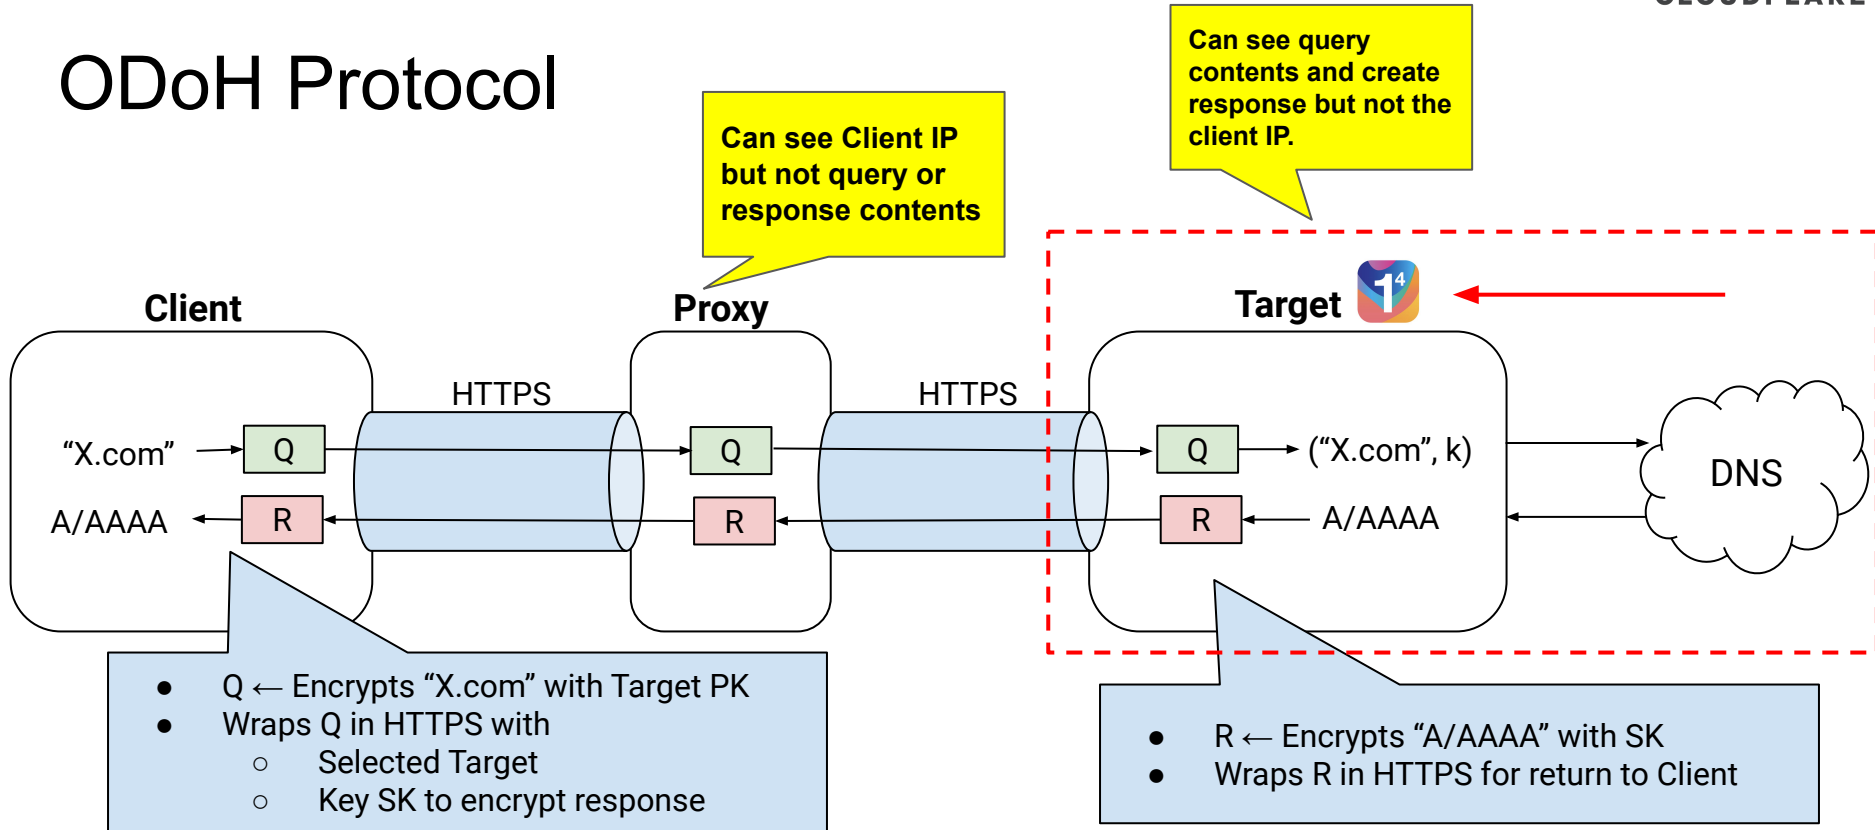 CLOUDFLARE
ODoH Protocol
Can see query
contents and create
response but not the
client IP.
Can see Client IP
but not query or
response contents
Client
Proxy
Target
1⁴
HTTPS
HTTPS
“X.com”
Q
Q
Q
(“X.com”, k)
DNS
A/AAAA
R
R
R
A/AAAA
● Q ← Encrypts “X.com” with Target PK
● Wraps Q in HTTPS with
○ Selected Target
○ Key SK to encrypt response
● R ← Encrypts “A/AAAA” with SK
● Wraps R in HTTPS for return to Client